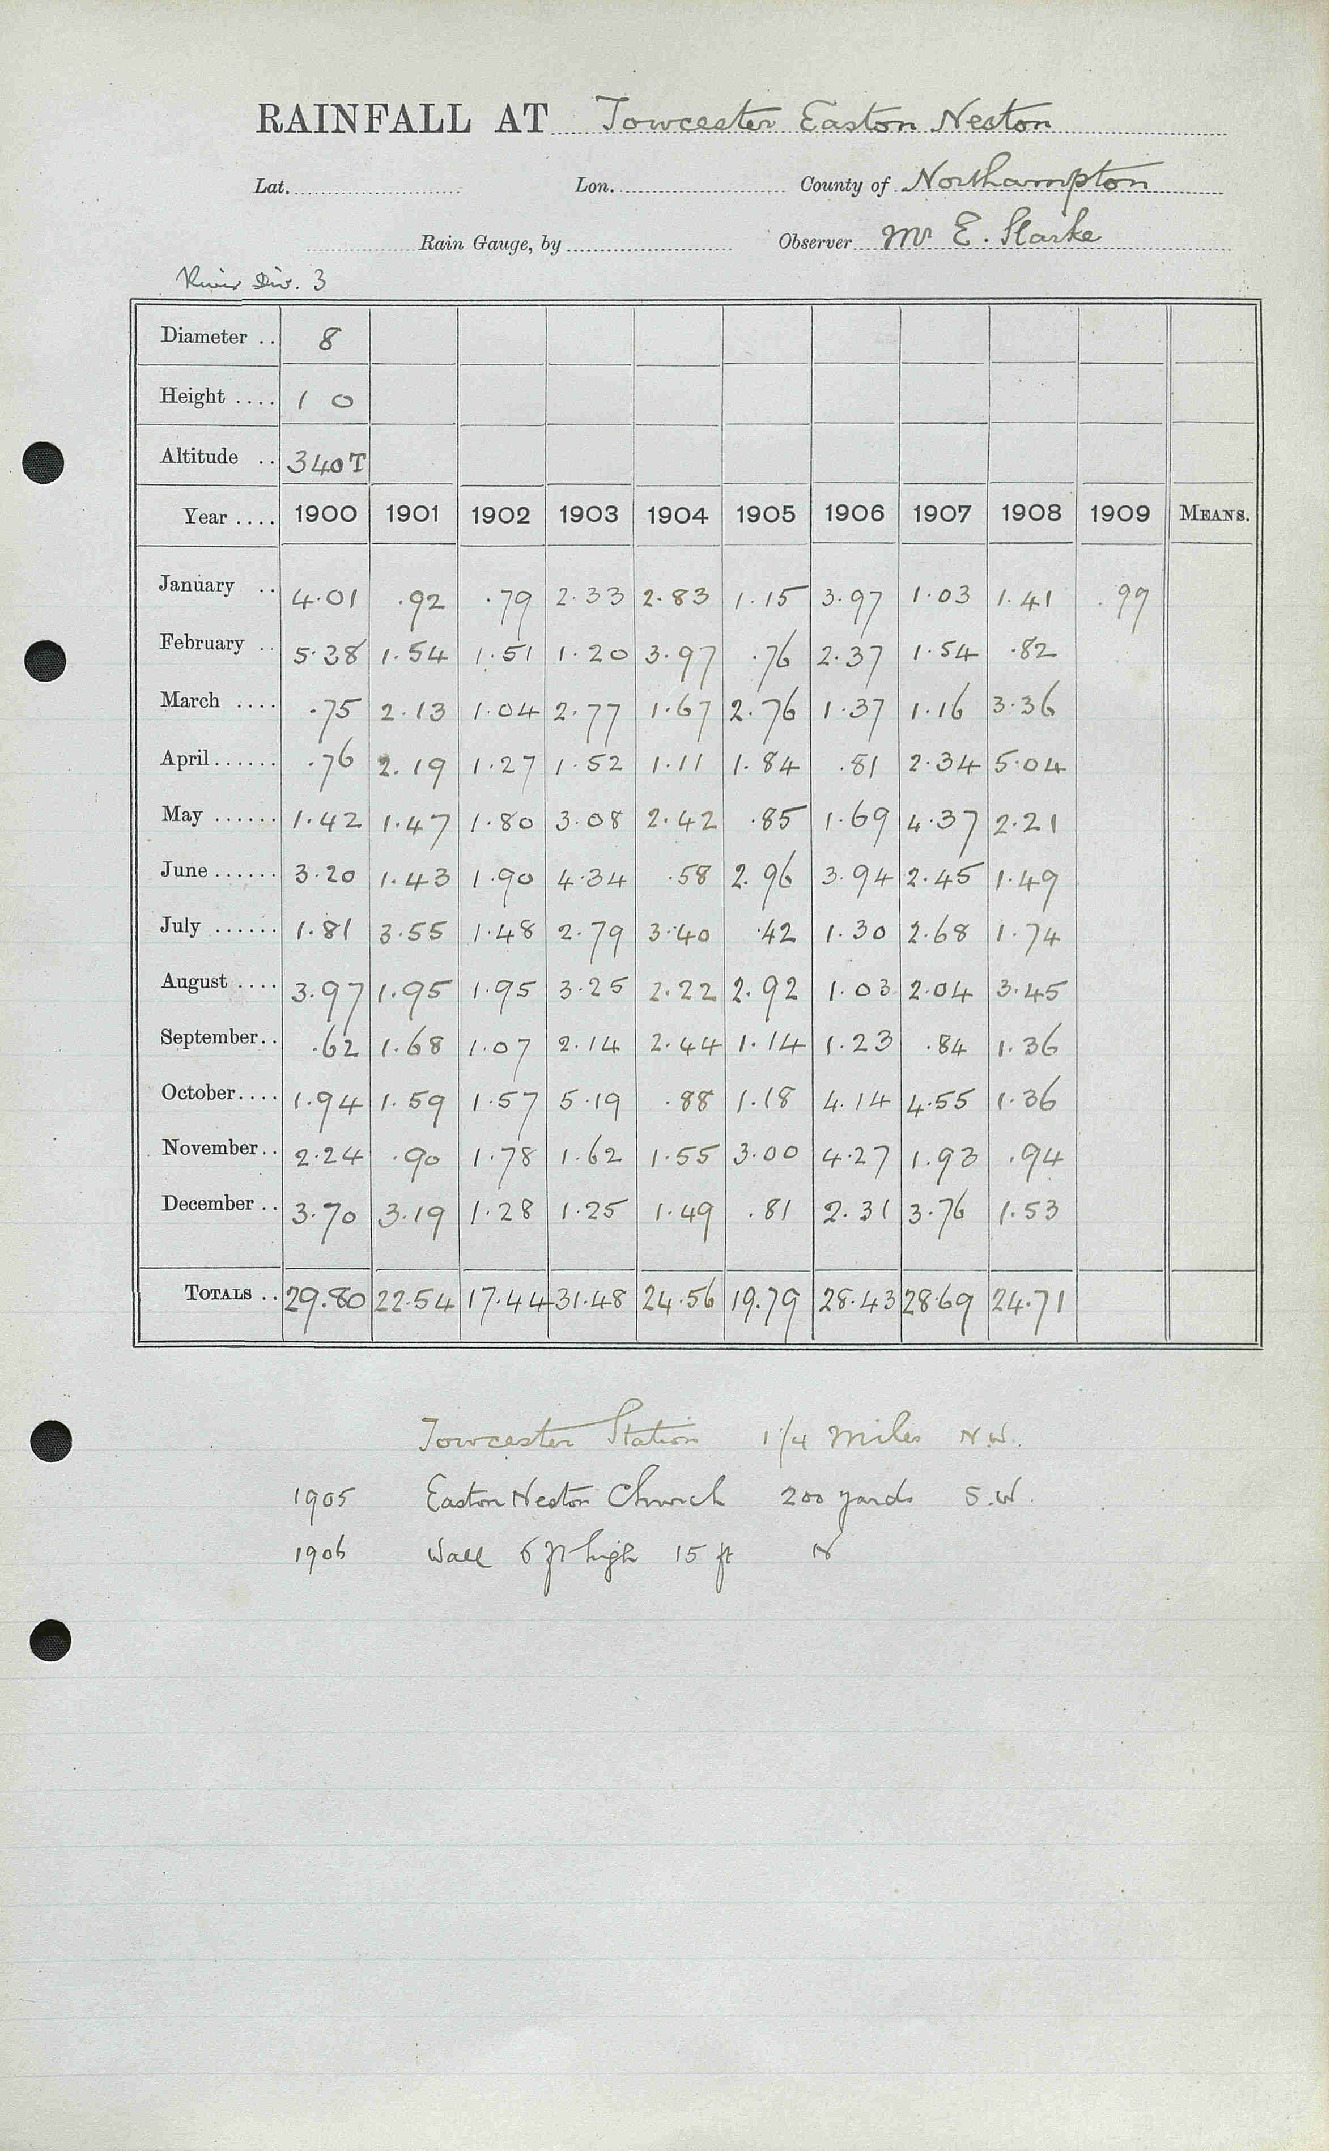 RAINFALL AT Towcester Easton Neston
Lat. Lon. County of Northampton
Rain Gauge, by Observer Mr E. Starke
River Div. 3
Diameter .. 8
Height .... 1 0
Altitude .. 340T
Year .... 1900 1901 1902 1903 1904 1905 1906 1907 1908 1909 MEANS.
January .. 4.01 .92 .79 2.33 2.83 1.15 3.97 1.03 1.41 .99
February .. 5.38 1.54 1.51 1.20 3.97 .76 2.37 1.54 .82
March .... .75 2.13 1.04 2.77 1.67 2.76 1.37 1.16 3.36
April...... .76 2.19 1.27 1.52 1.11 1.84 .81 2.34 5.04
May ...... 1.42 1.47 1.80 3.08 2.42 .85 1.69 4.37 2.21
June...... 3.20 1.43 1.90 4.34 .58 2.96 3.94 2.45 1.49
July ...... 1.81 3.55 1.48 2.79 3.40 .42 1.30 2.68 1.74
August .... 3.97 1.95 1.95 3.25 2.22 2.92 1.03 2.04 3.45
September.. .62 1.68 1.07 2.14 2.44 1.14 1.23 .84 1.36
October.... 1.94 1.59 1.57 5.19 .88 1.18 4.14 4.55 1.36
November.. 2.24 .90 1.78 1.62 1.55 3.00 4.27 1.93 .94
December .. 3.70 3.19 1.28 1.25 1.49 .81 2.31 3.76 1.53
TOTALS .. 29.80 22.54 17.44 31.48 24.56 19.79 28.43 28.69 24.71
Towcester Station 1 1/4 Miles N.W.
1905 Easton Neston Church 200 yards S.W.
1906 Wall 6 ft high 15 ft N